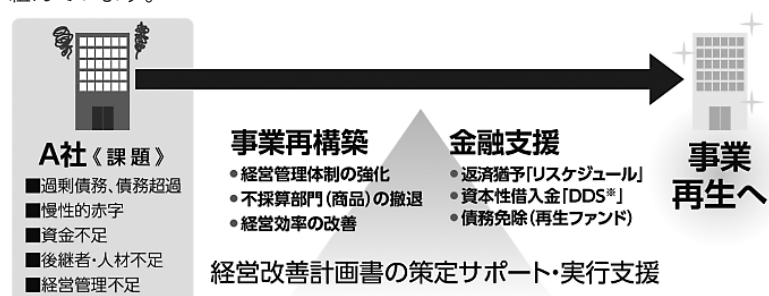 組んでいます。
A社《課題》
■過剰債務、債務超過
■慢性的赤字
■資金不足
■後継者・人材不足
■経営管理不足
事業再構築
●経営管理体制の強化
●不採算部門(商品)の撤退
●経営効率の改善
金融支援
●返済猶予「リスケジュール」
●資本性借入金「DDS※」
●債務免除(再生ファンド)
経営改善計画書の策定サポート・実行支援
事業
再生へ